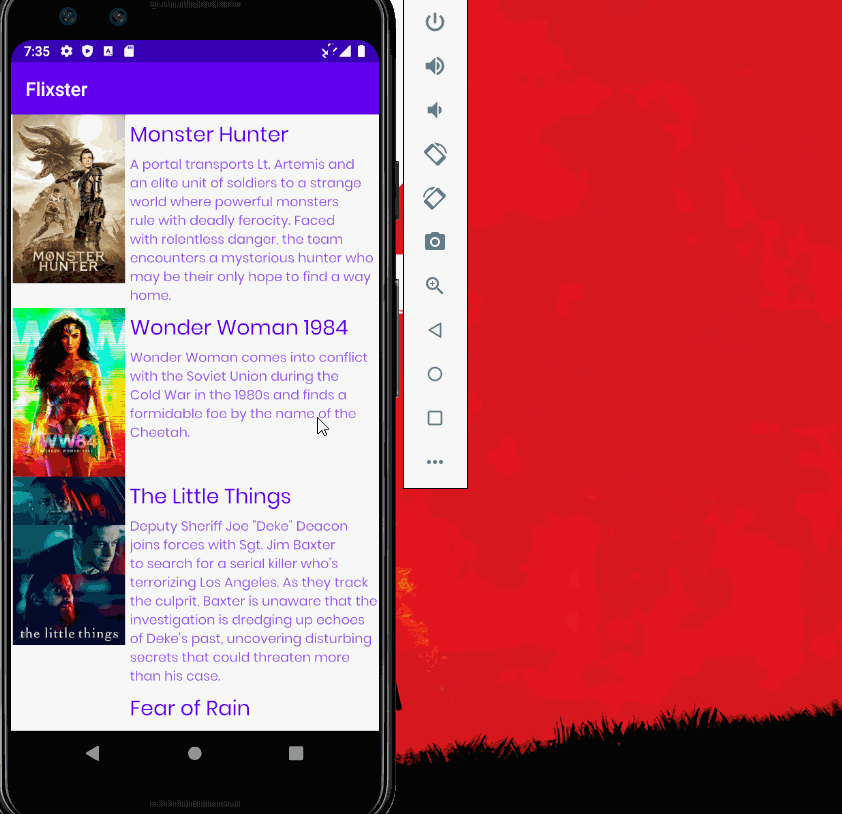 7:35
Flixster
Monster Hunter
A portal transports Lt. Artemis and
an elite unit of soldiers to a strange
world where powerful monsters
rule with deadly ferocity. Faced
with relentless danger, the team
encounters a mysterious hunter who
may be their only hope to find a way
home.
MONSTER
HUNTER
Wonder Woman 1984
Wonder Woman comes into conflict
with the Soviet Union during the
Cold War in the 1980s and finds a
formidable foe by the name of the
Cheetah.
WW84
The Little Things
Deputy Sheriff Joe "Deke" Deacon
joins forces with Sgt. Jim Baxter
to search for a serial killer who's
terrorizing Los Angeles. As they track
the culprit, Baxter is unaware that the
investigation is dredging up echoes
of Deke's past, uncovering disturbing
secrets that could threaten more
than his case.
the little things
Fear of Rain